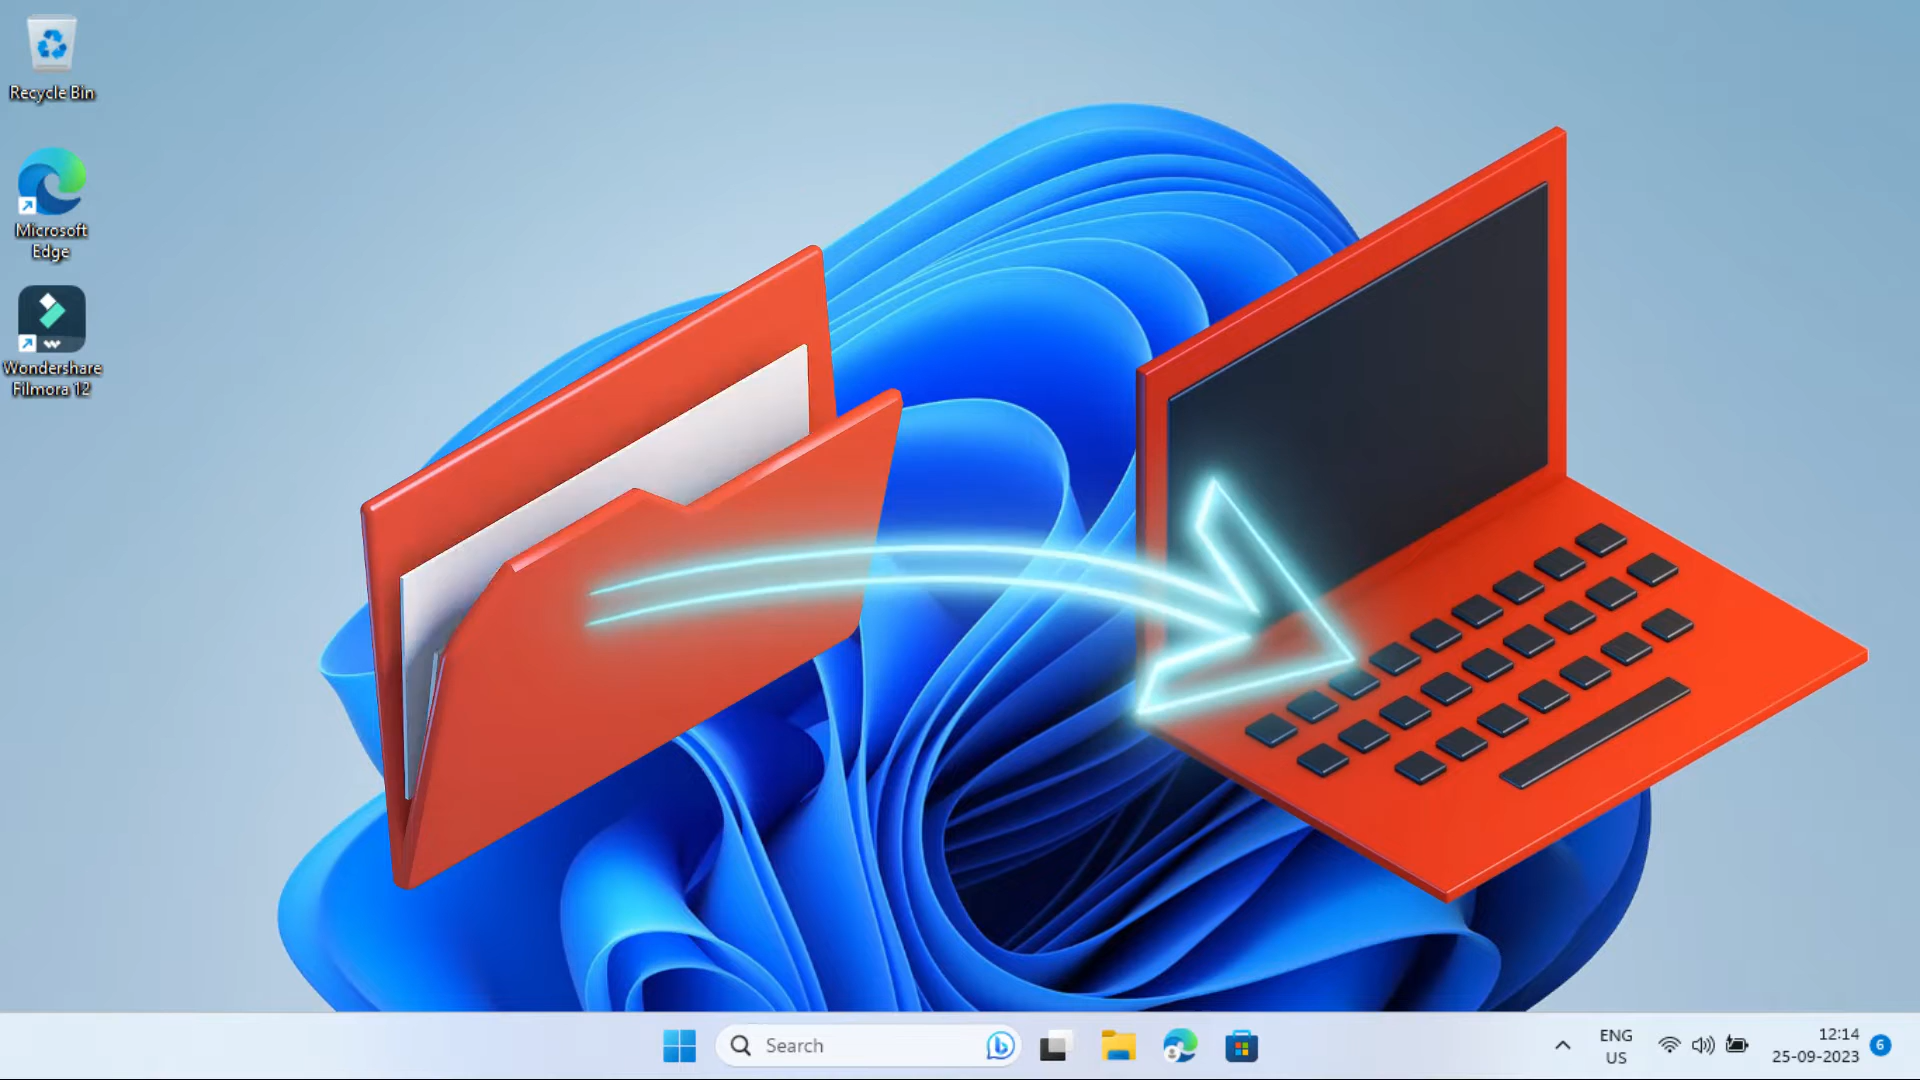 Recycle Bin
Microsoft
Edge
Wondershare
Filmora 12
Search
ENG
US
12:14
25-09-2023
6